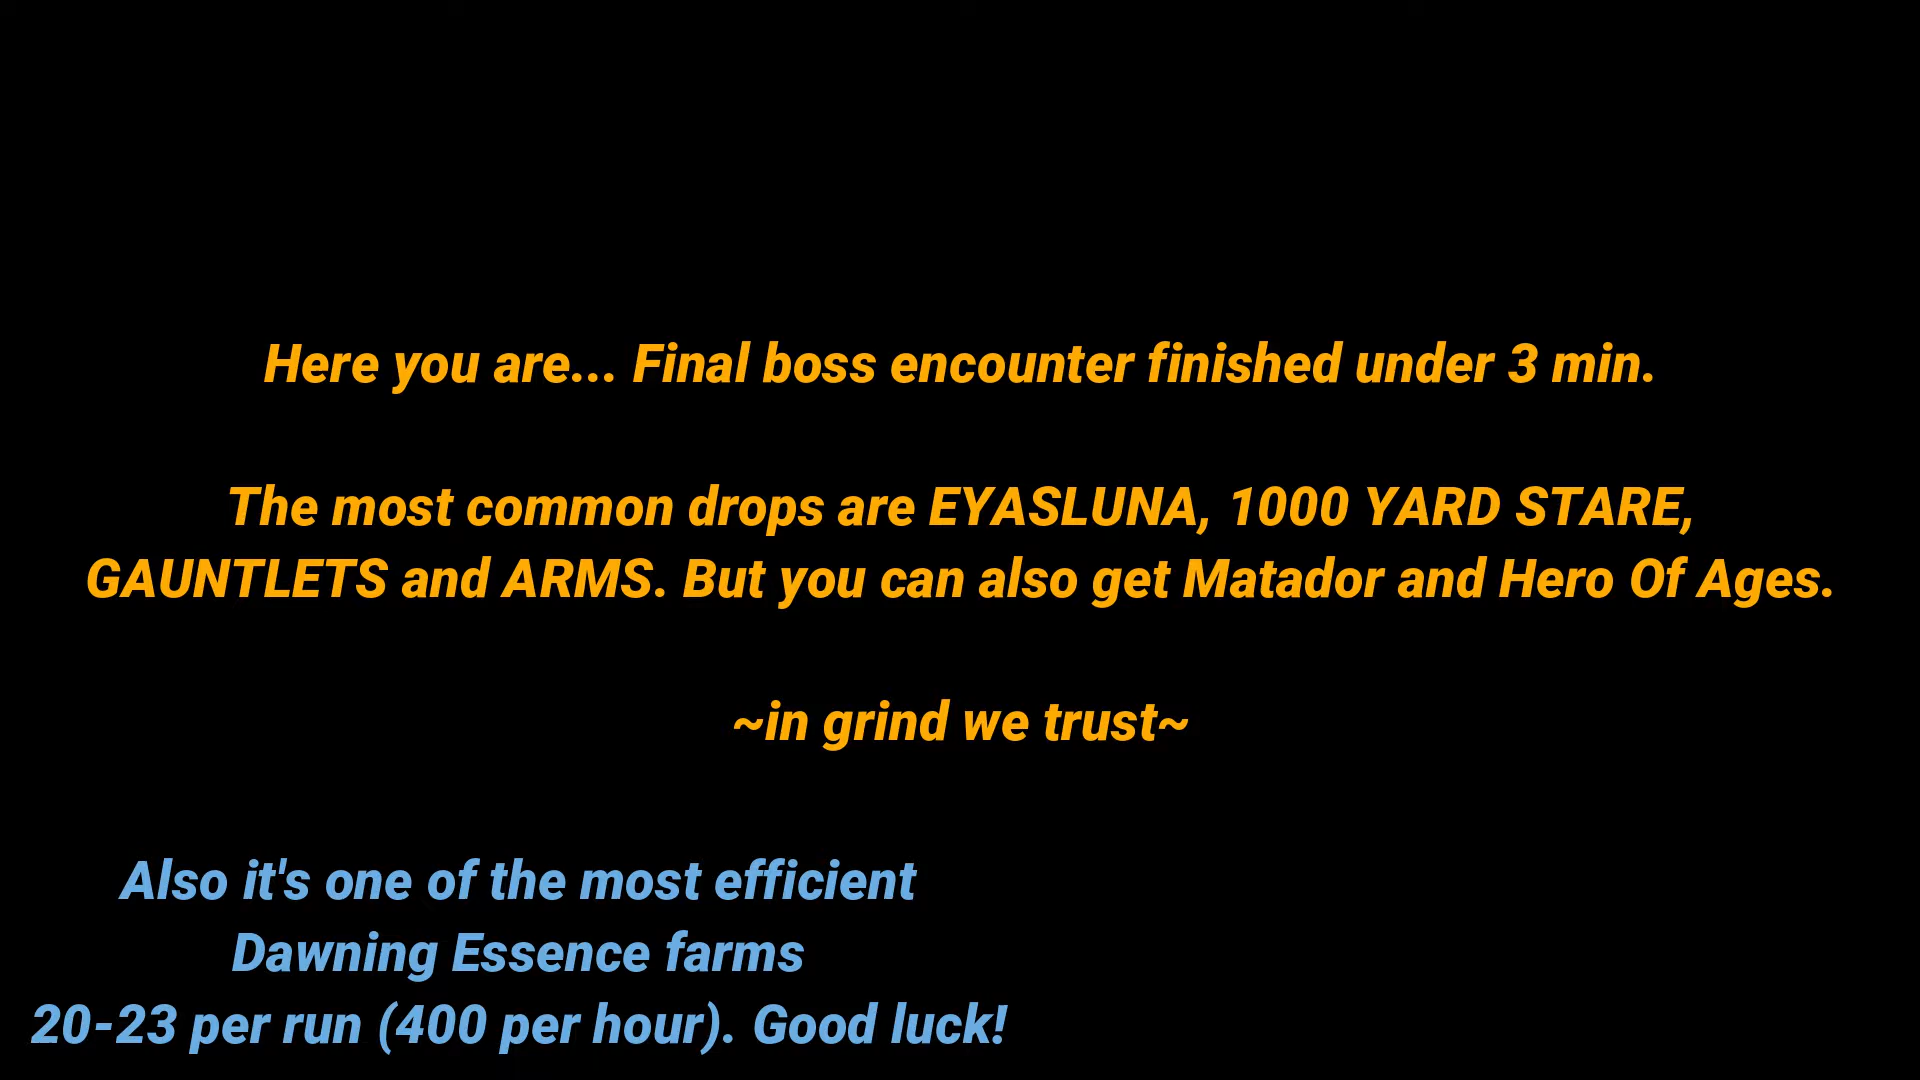 Here you are... Final boss encounter finished under 3 min.
The most common drops are EYASLUNA, 1000 YARD STARE,
GAUNTLETS and ARMS. But you can also get Matador and Hero Of Ages.
~in grind we trust~
Also it's one of the most efficient
Dawning Essence farms
20-23 per run (400 per hour). Good luck!